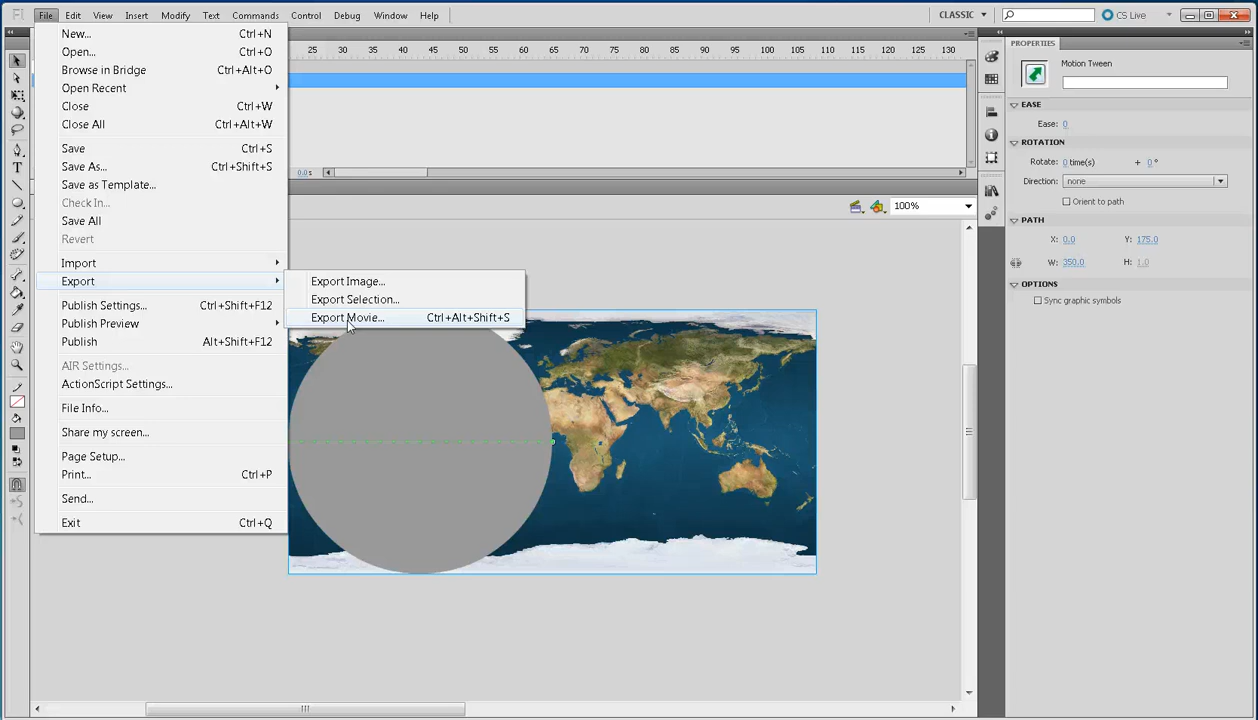 Fl File Edit View Insert Modify Text Commands Control Debug Window Help CLASSIC CS Live
New... Ctrl+N
Open... Ctrl+O
Browse in Bridge Ctrl+Alt+O
Open Recent
Close Ctrl+W
Close All Ctrl+Alt+W
Save Ctrl+S
Save As... Ctrl+Shift+S
Save as Template...
Check In...
Save All
Revert
Import
Export
Publish Settings... Ctrl+Shift+F12
Publish Preview
Publish Alt+Shift+F12
AIR Settings...
ActionScript Settings...
File Info...
Share my screen...
Page Setup...
Print... Ctrl+P
Send...
Exit Ctrl+Q
Export Image...
Export Selection...
Export Movie... Ctrl+Alt+Shift+S
25 30 35 40 45 50 55 60 65 70 75 80 85 90 95 100 105 110 115 120 125 130
0.0s
100%
PROPERTIES
Motion Tween
EASE
Ease: 0
ROTATION
Rotate: 0 time(s) + 0 °
Direction: none
Orient to path
PATH
X: 0.0 Y: 175.0
W: 350.0 H: 1.0
OPTIONS
Sync graphic symbols